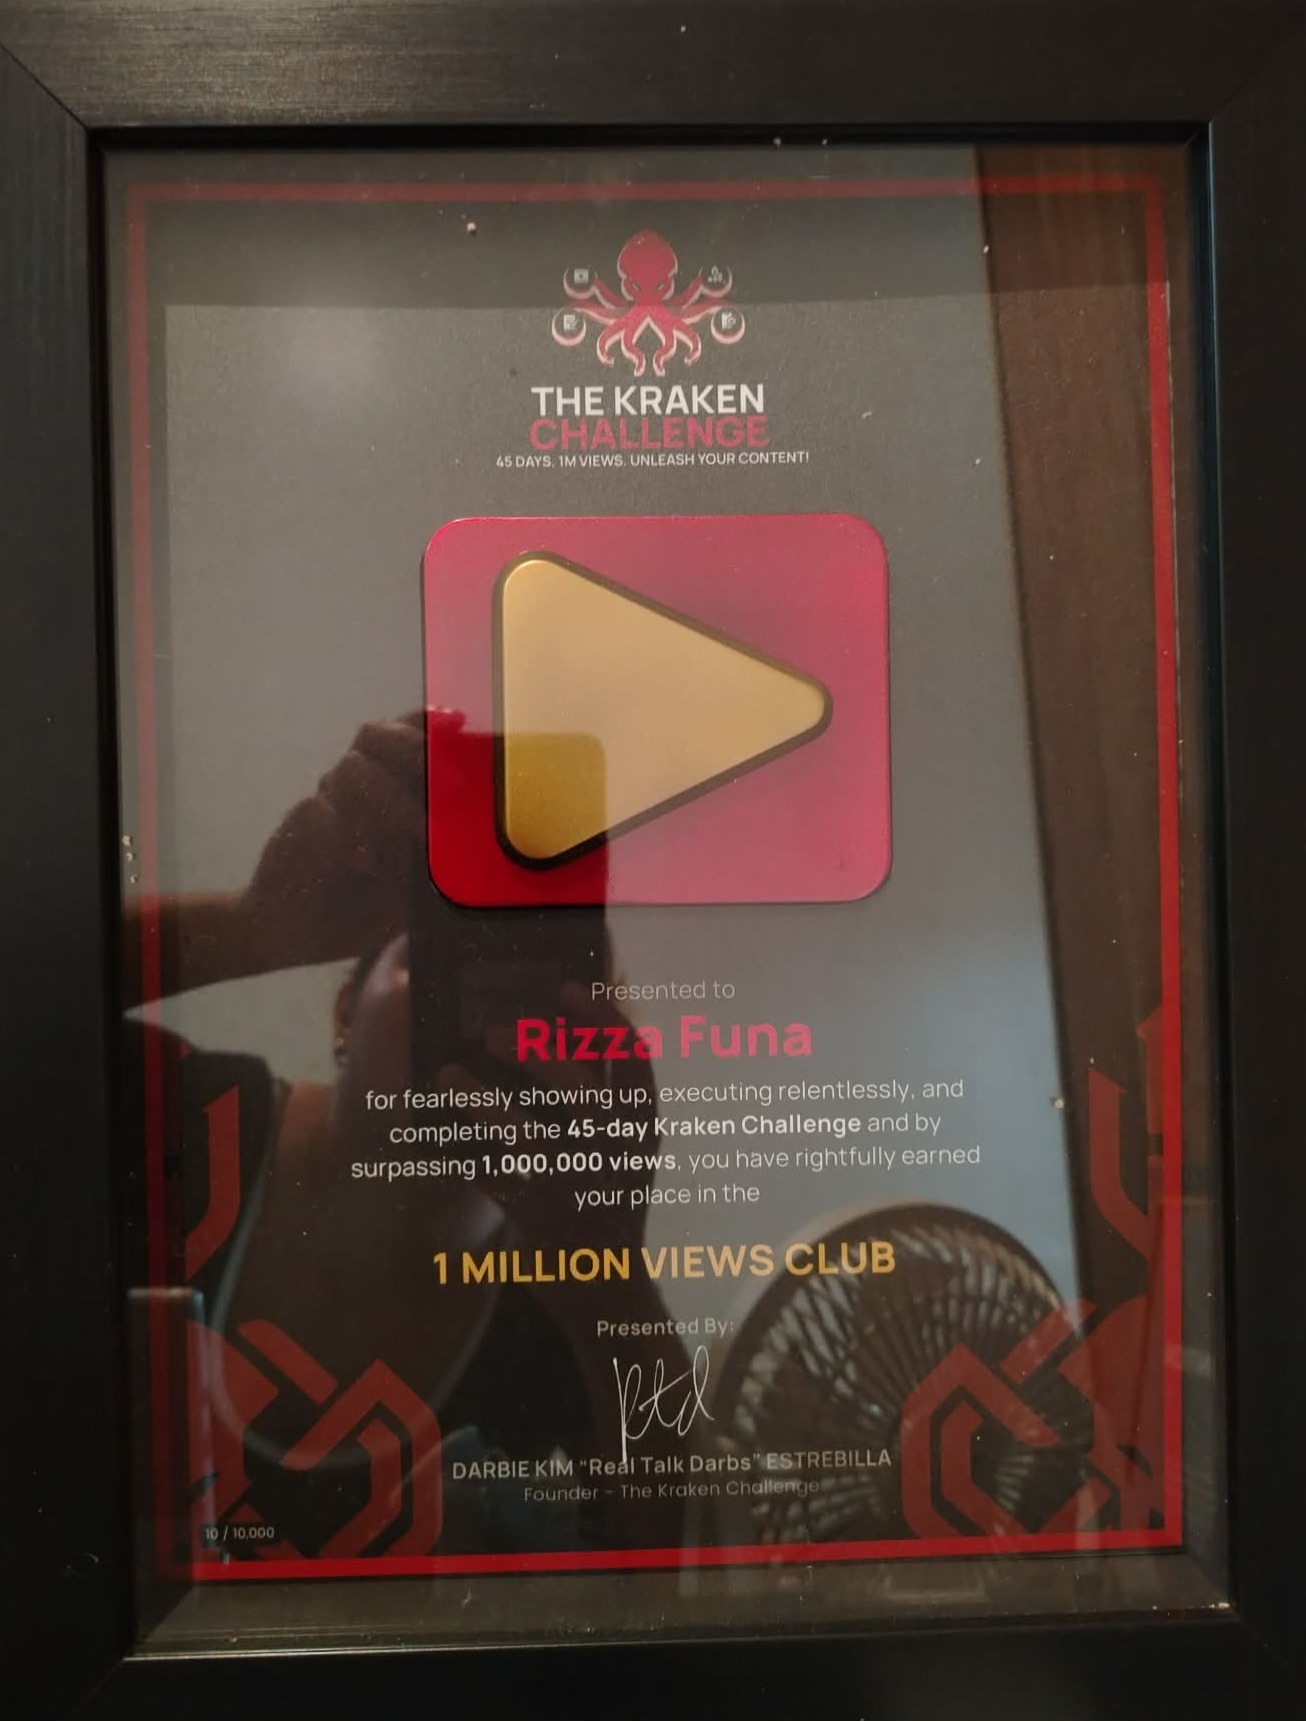 THE KRAKEN
CHALLENGE
45 DAYS. 1M VIEWS. UNLEASH YOUR CONTENT!
Presented to
Rizza Funa
for fearlessly showing up, executing relentlessly, and
completing the 45-day Kraken Challenge and by
surpassing 1,000,000 views, you have rightfully earned
your place in the
1 MILLION VIEWS CLUB
Presented By:
DARBIE KIM "Real Talk Darbs" ESTREBILLA
Founder - The Kraken Challenge
10 / 10,000